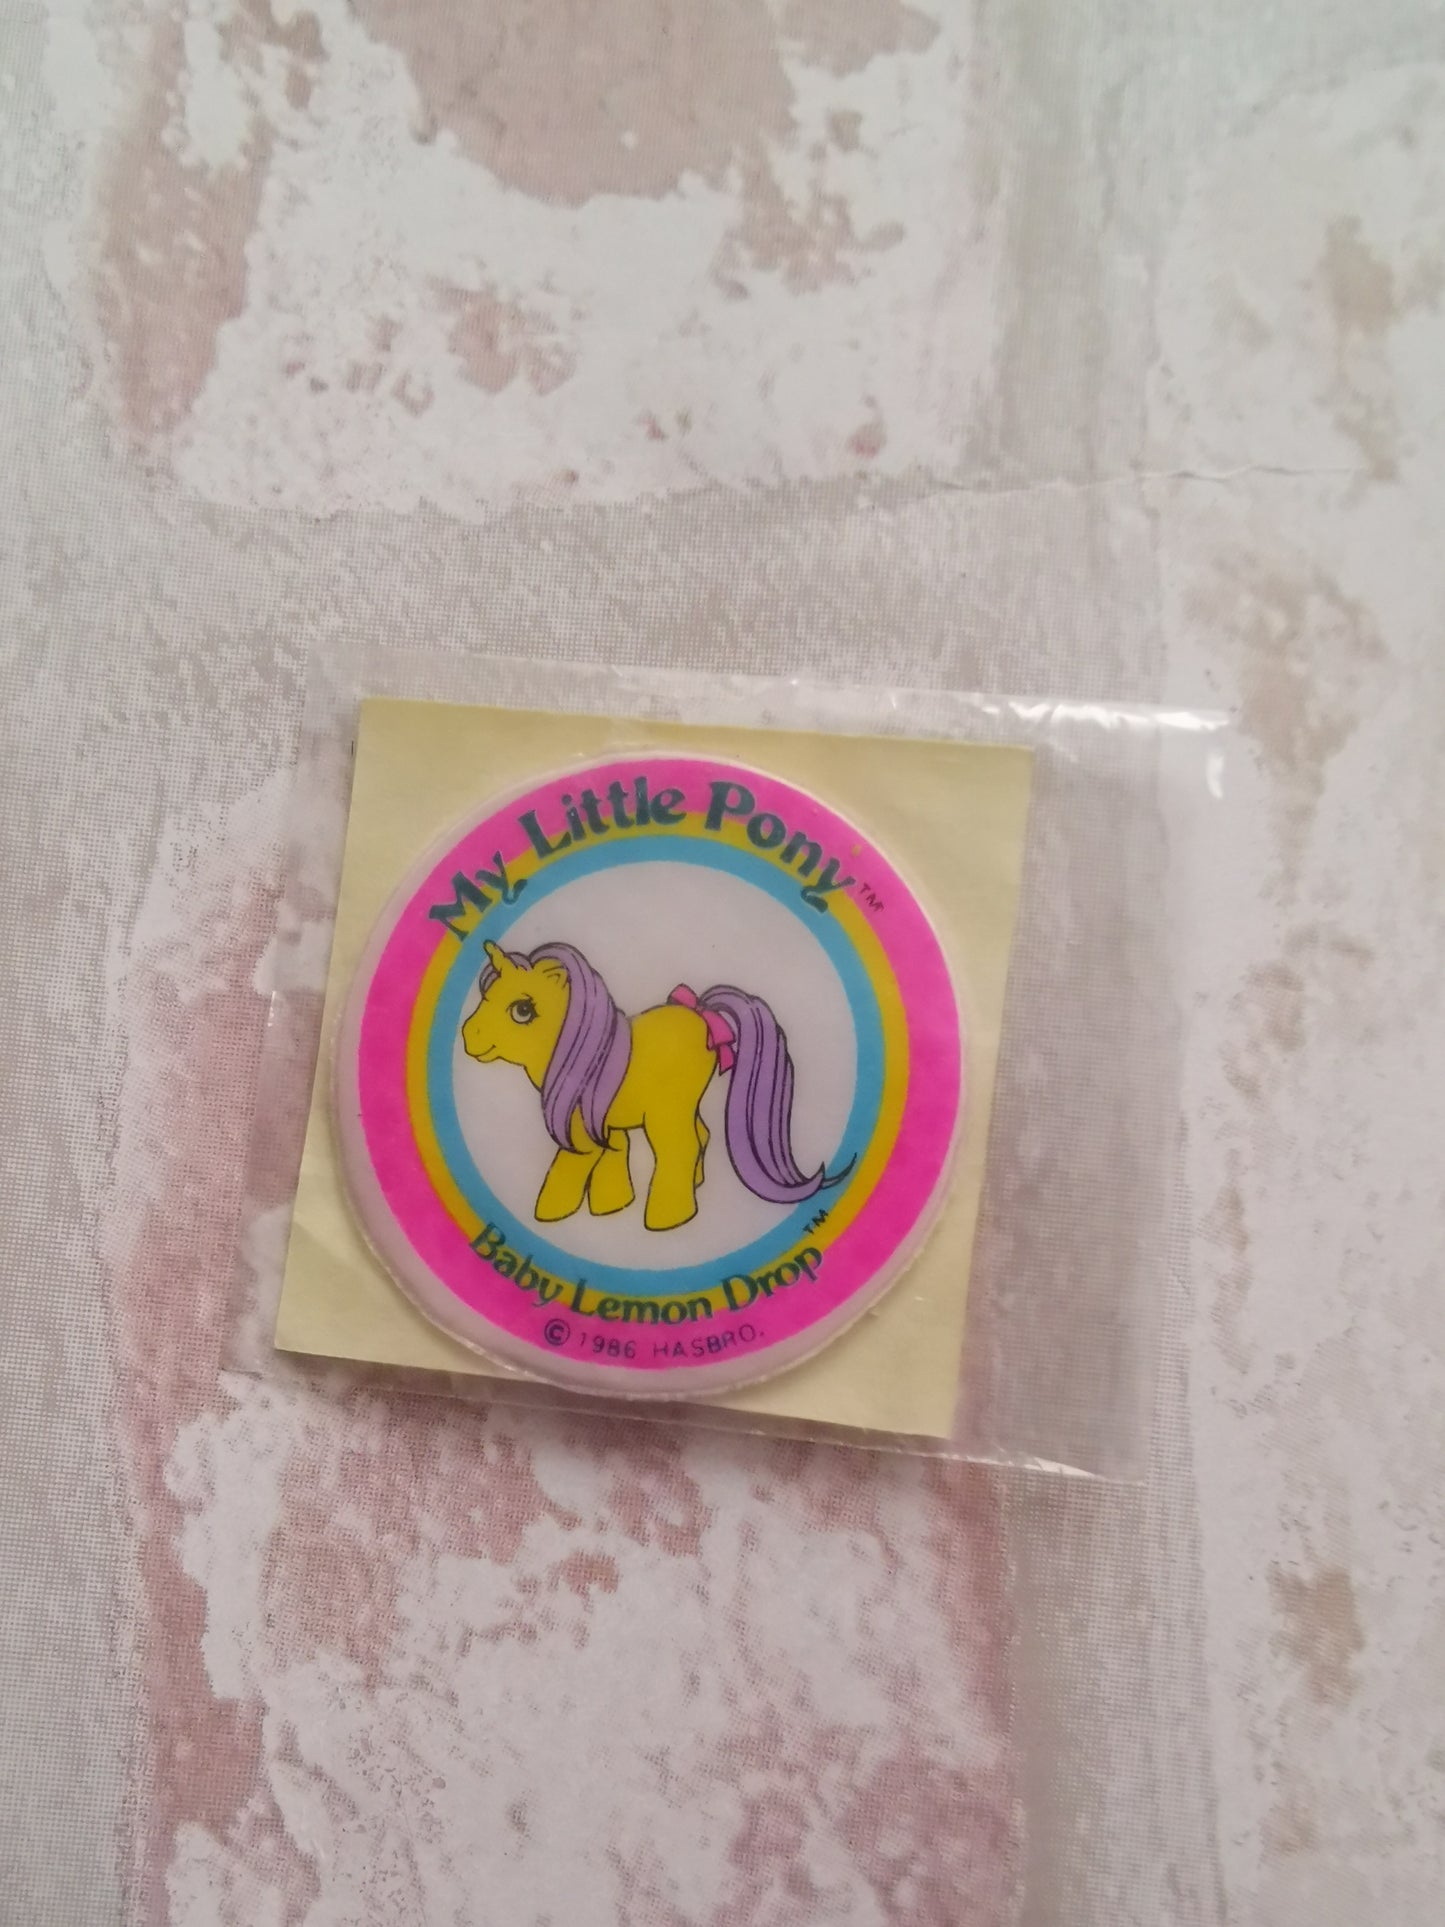 My Little Pony™
Baby Lemon Drop™
© 1986 HASBRO.